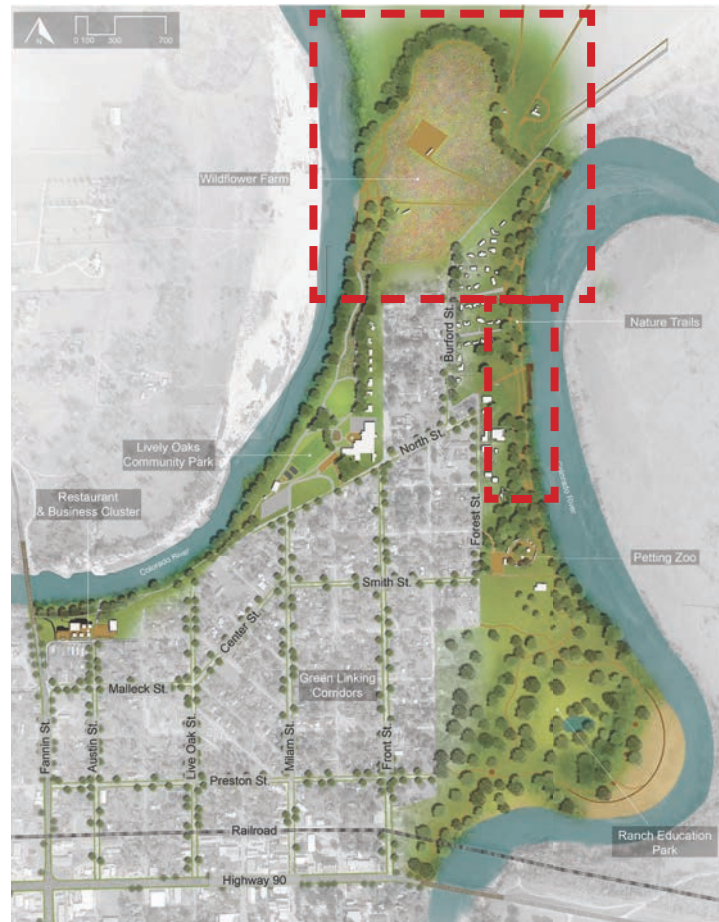 N
0 100 300 700
Wildflower Farm
Burford St.
Nature Trails
Lively Oaks
Community Park
North St.
Restaurant
& Business Cluster
Colorado River
Colorado River
Forest St.
Petting Zoo
Smith St.
Center St.
Green Linking
Corridors
Malleck St.
Fannin St.
Austin St.
Live Oak St.
Milam St.
Front St.
Preston St.
Railroad
Ranch Education
Park
Highway 90